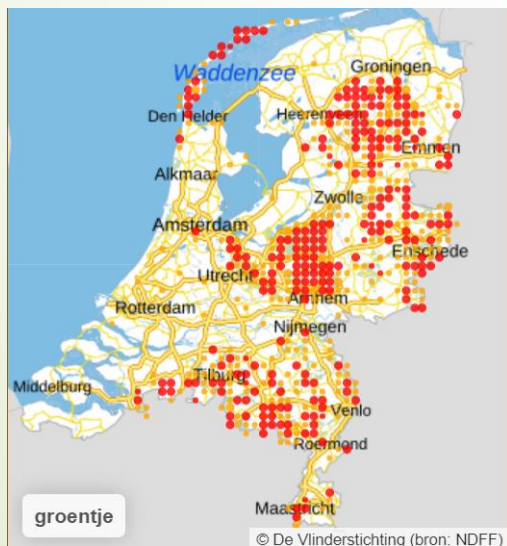 Waddenzee
Groningen
Den Helder
Heerenveen
Emmen
Alkmaar
Zwolle
Amsterdam
Enschede
Utrecht
Arnhem
Rotterdam
Nijmegen
Middelburg
Tilburg
Venlo
Roermond
Maastricht
groentje
© De Vlinderstichting (bron: NDFF)